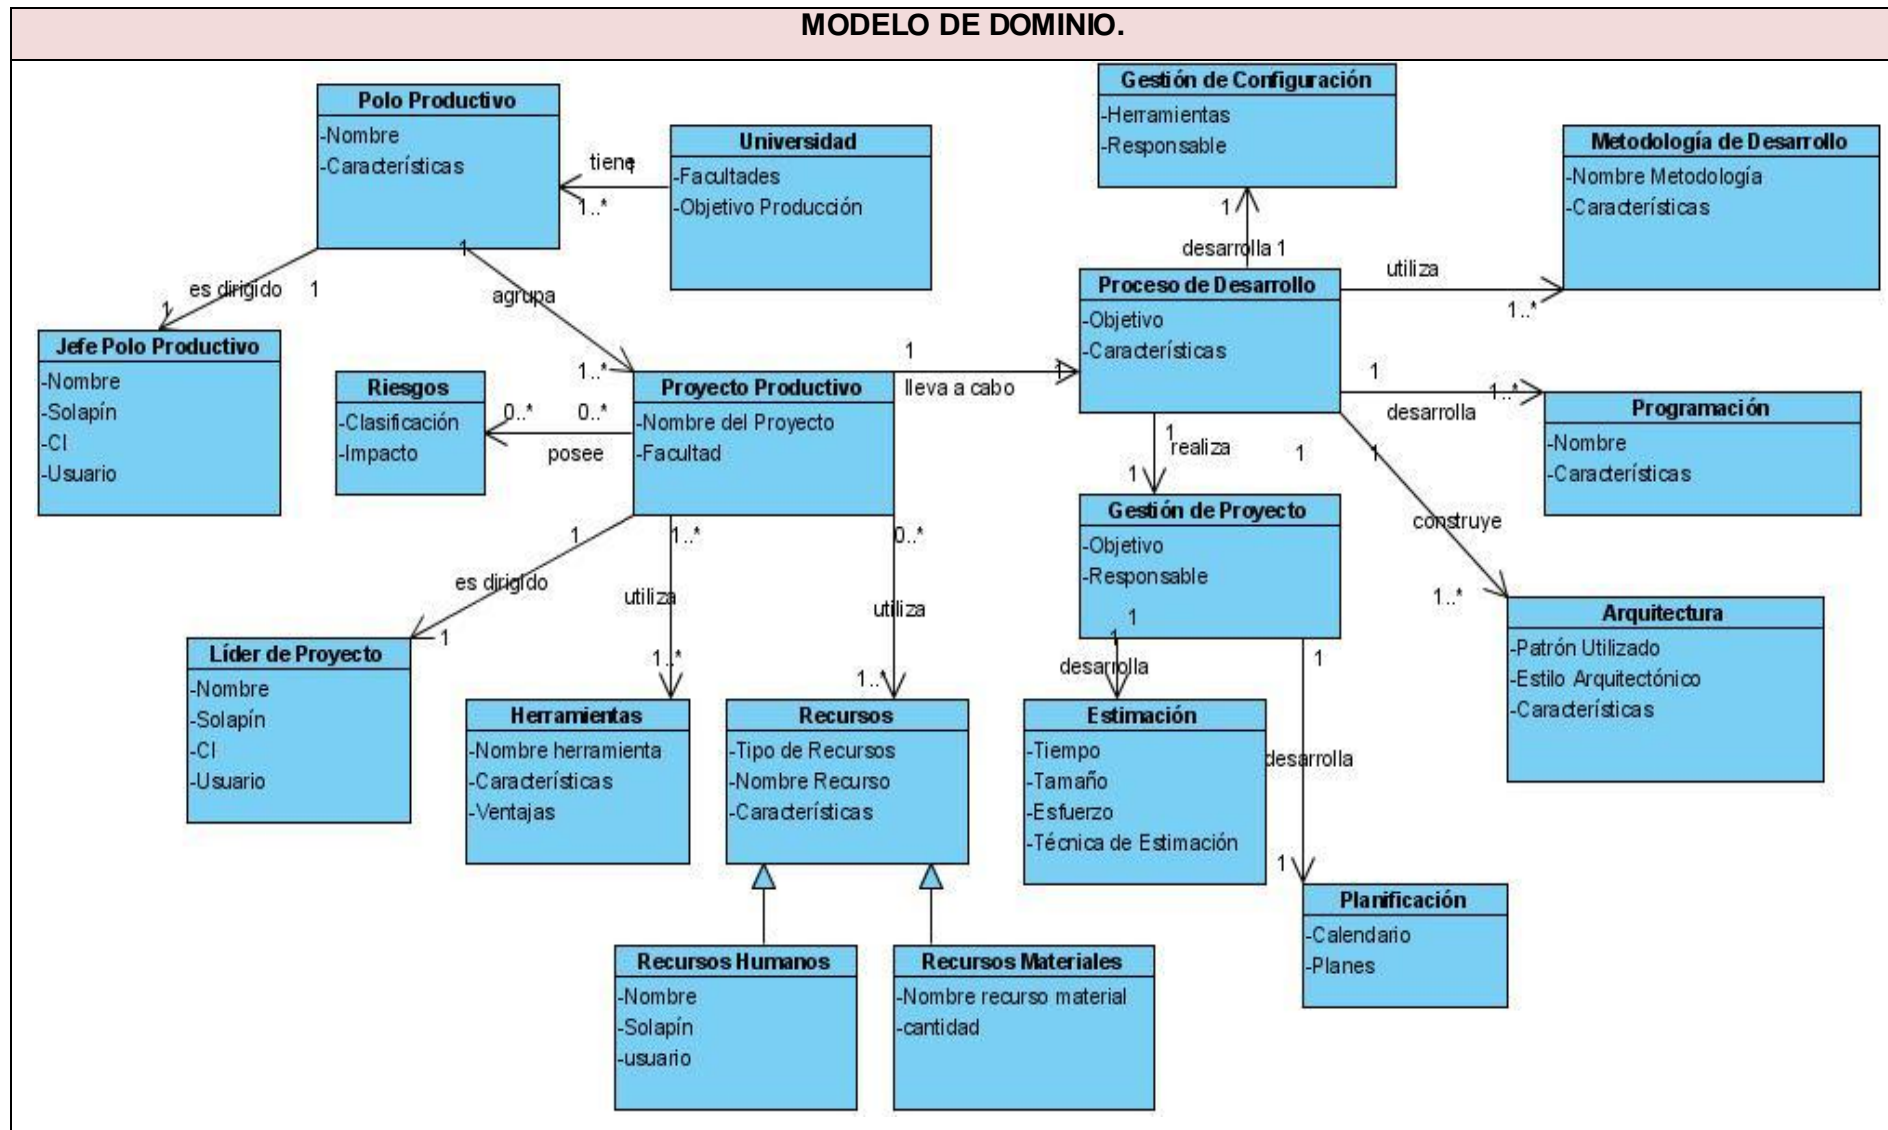 MODELO DE DOMINIO.
Polo Productivo
-Nombre
-Características
Universidad
-Facultades
-Objetivo Producción
tiene
1
1..*
Gestión de Configuración
-Herramientas
-Responsable
Metodología de Desarrollo
-Nombre Metodología
-Características
1
desarrolla 1
utiliza
1..*
1
es dirigido
1
1
agrupa
1..*
Proceso de Desarrollo
-Objetivo
-Características
Jefe Polo Productivo
-Nombre
-Solapín
-CI
-Usuario
Riesgos
-Clasificación
-Impacto
0..*
0..*
posee
Proyecto Productivo
-Nombre del Proyecto
-Facultad
1
1
lleva a cabo
1
1..*
desarrolla
Programación
-Nombre
-Características
1
realiza
1
1
1
construye
1..*
Gestión de Proyecto
-Objetivo
-Responsable
1
es dirigido
1
1..*
utiliza
1..*
0..*
utiliza
1..*
Líder de Proyecto
-Nombre
-Solapín
-CI
-Usuario
Herramientas
-Nombre herramienta
-Características
-Ventajas
Recursos
-Tipo de Recursos
-Nombre Recurso
-Características
1
1
desarrolla
Estimación
-Tiempo
-Tamaño
-Esfuerzo
-Técnica de Estimación
1
desarrolla
1
Arquitectura
-Patrón Utilizado
-Estilo Arquitectónico
-Características
Planificación
-Calendario
-Planes
Recursos Humanos
-Nombre
-Solapín
-usuario
Recursos Materiales
-Nombre recurso material
-cantidad